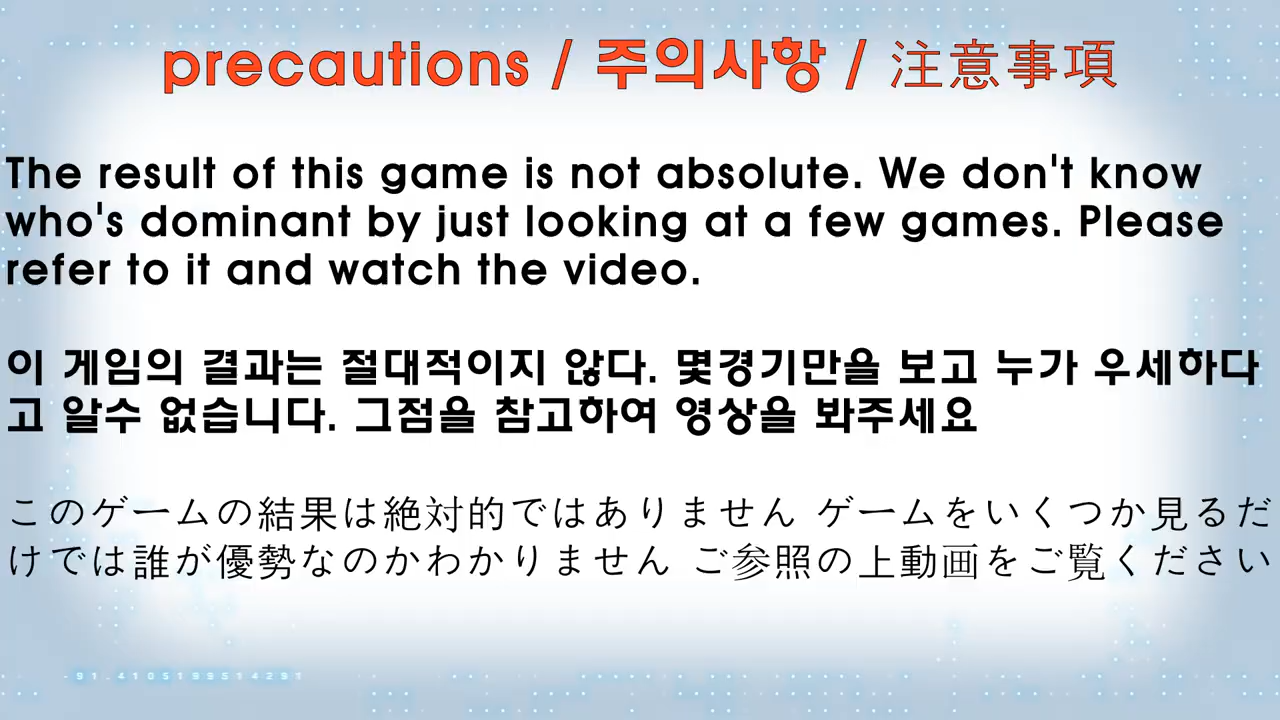 precautions / 주의사항 / 注意事項
The result of this game is not absolute. We don't know
who's dominant by just looking at a few games. Please
refer to it and watch the video.
이 게임의 결과는 절대적이지 않다. 몇경기만을 보고 누가 우세하다
고 알수 없습니다. 그점을 참고하여 영상을 봐주세요
このゲームの結果は絶対的ではありません ゲームをいくつか見るだ
けでは誰が優勢なのかわかりません ご参照の上動画をご覧ください
-91.4105199514291